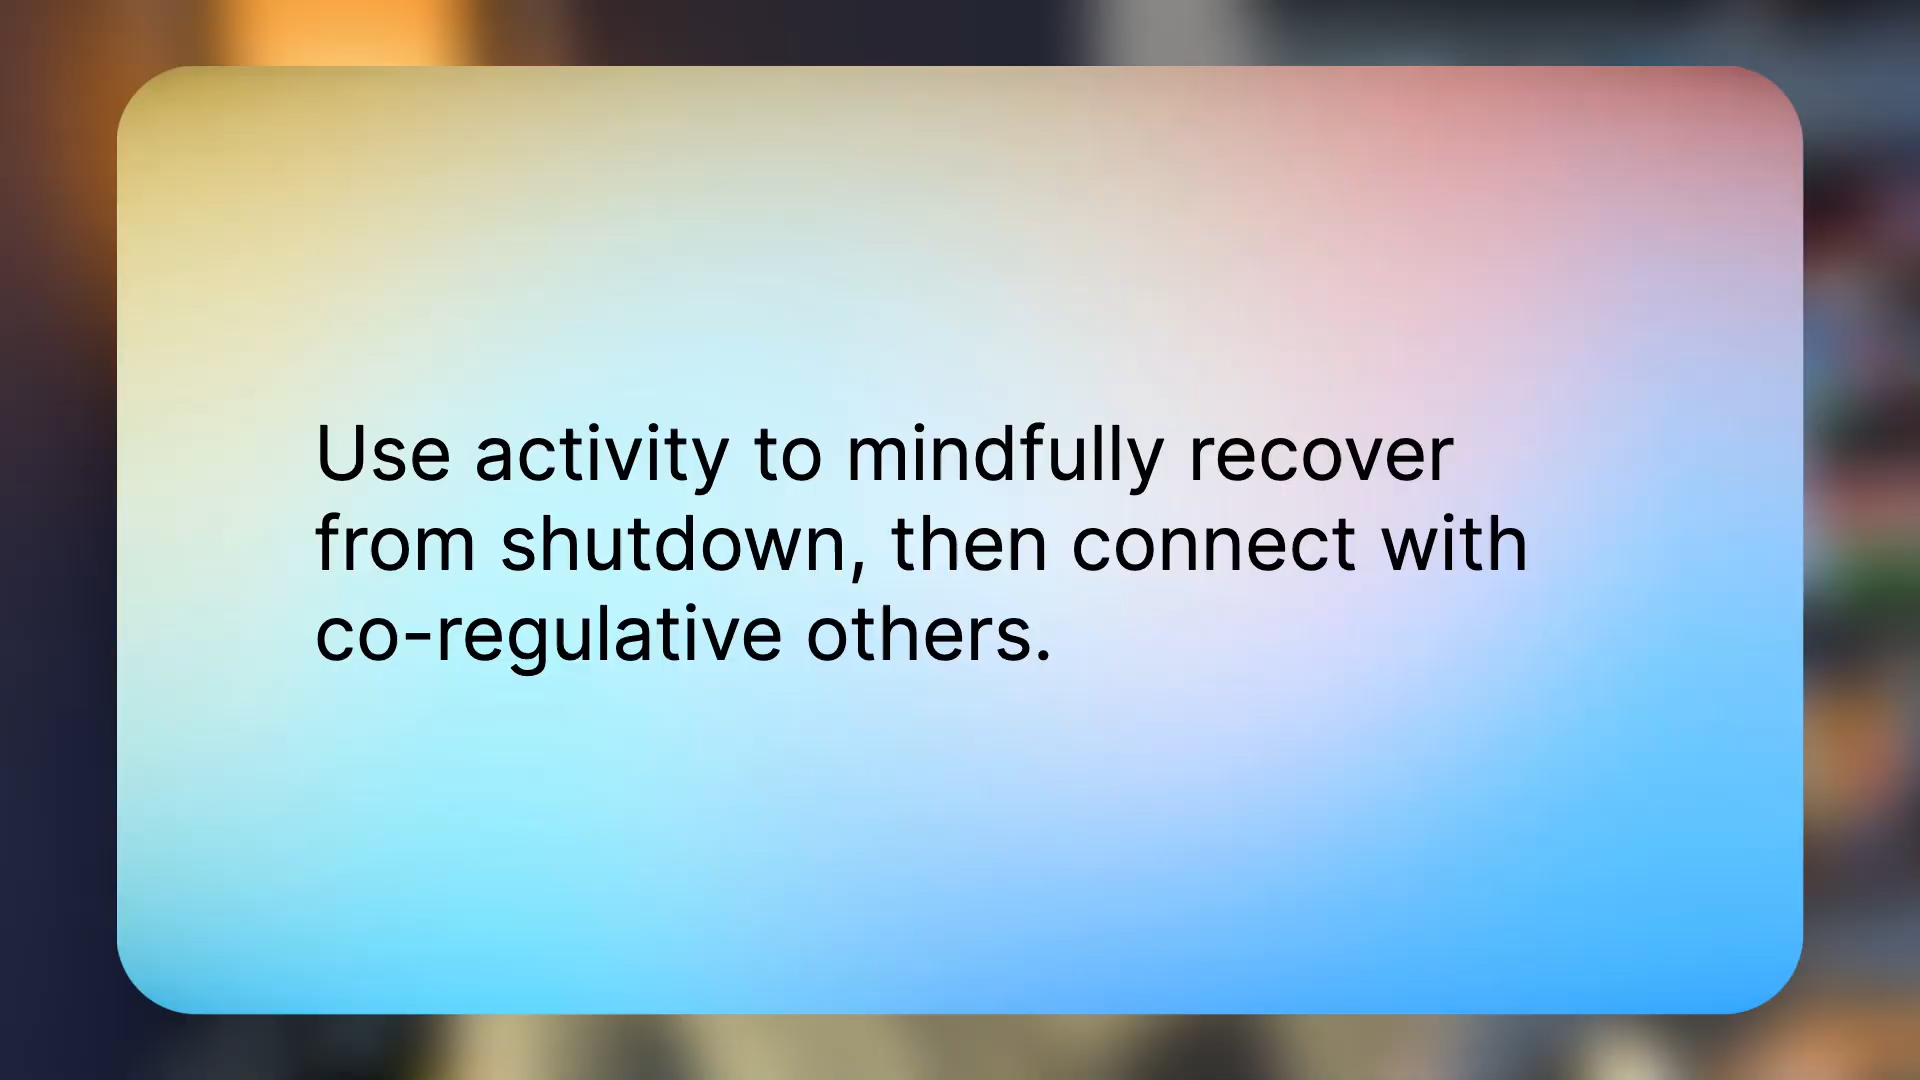 Use activity to mindfully recover
from shutdown, then connect with
co-regulative others.